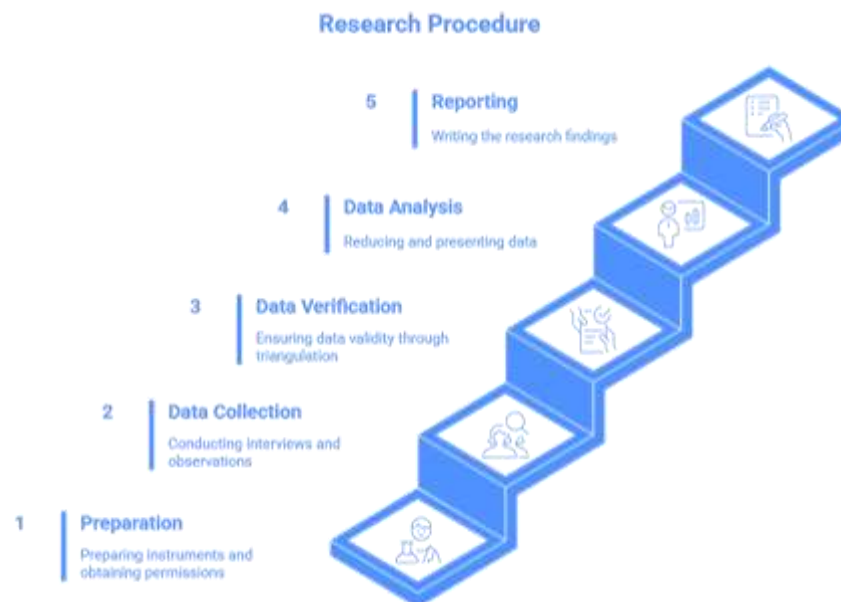 Research Procedure
5
Reporting
Writing the research findings
4
Data Analysis
Reducing and presenting data
3
Data Verification
Ensuring data validity through
triangulation
2
Data Collection
Conducting interviews and
observations
1
Preparation
Preparing instruments and
obtaining permissions